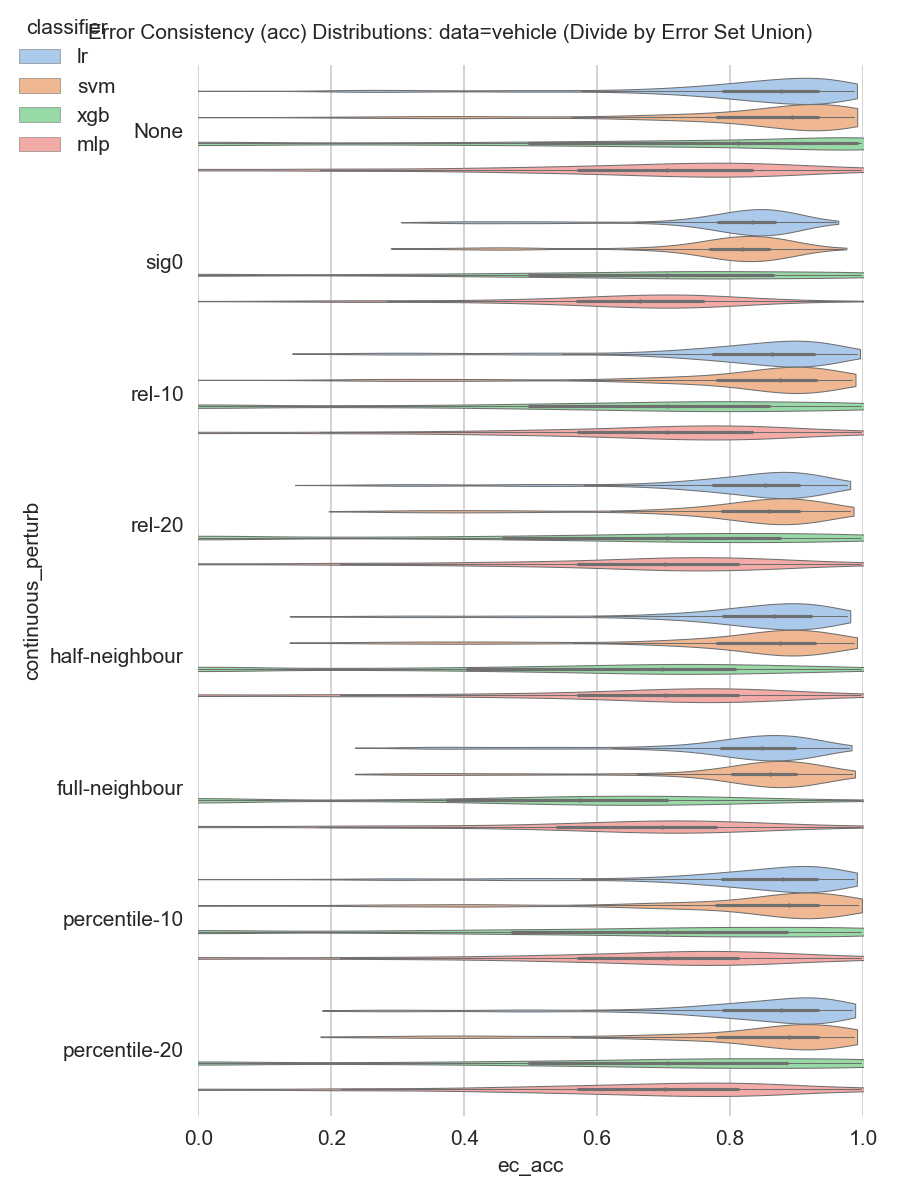 classifier
Error Consistency (acc) Distributions: data=vehicle (Divide by Error Set Union)
lr
svm
xgb
mlp
None
sig0
rel-10
rel-20
half-neighbour
full-neighbour
percentile-10
percentile-20
continuous_perturb
0.0 0.2 0.4 0.6 0.8 1.0
ec_acc